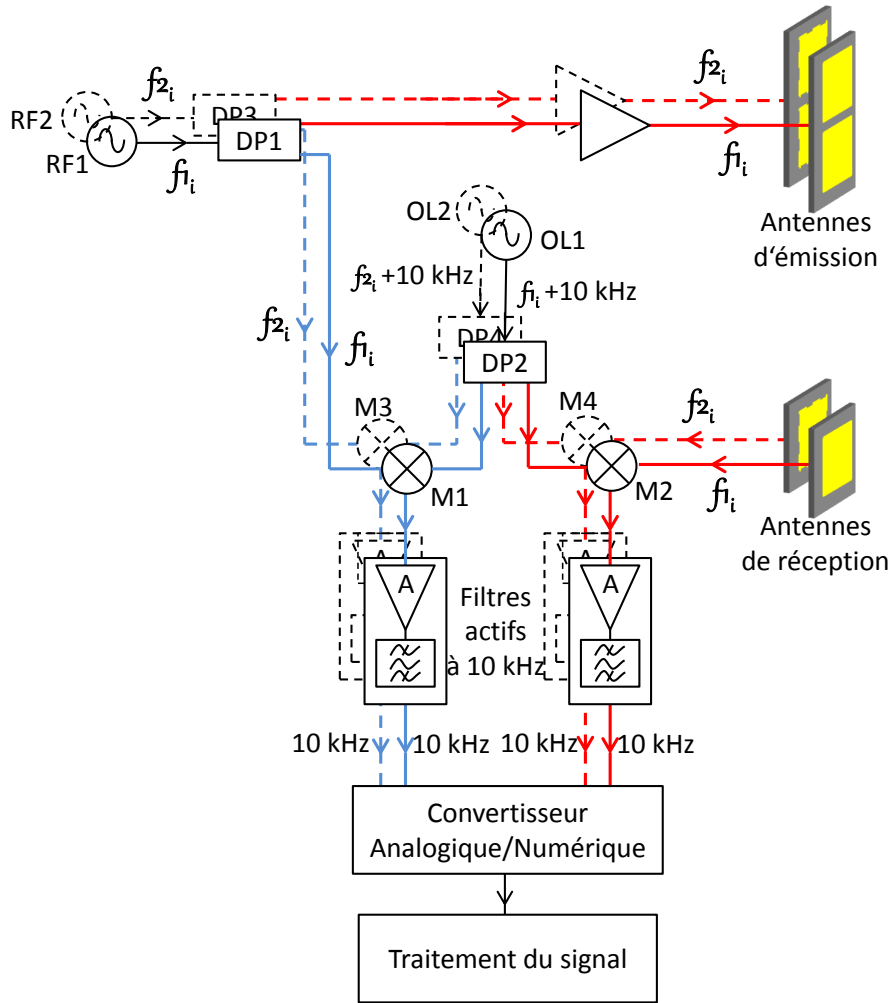 f2i
f2i
RF2
DP3
RF1
DP1
f1i
f1i
Antennes
d'émission
OL2
OL1
f2i +10 kHz
f1i +10 kHz
f2i
f1i
DP4
DP2
M3
M4
f2i
M1
M2
f1i
Antennes
de réception
A
A
A
A
Filtres
actifs
à 10 kHz
10 kHz
10 kHz
10 kHz
10 kHz
Convertisseur
Analogique/Numérique
Traitement du signal